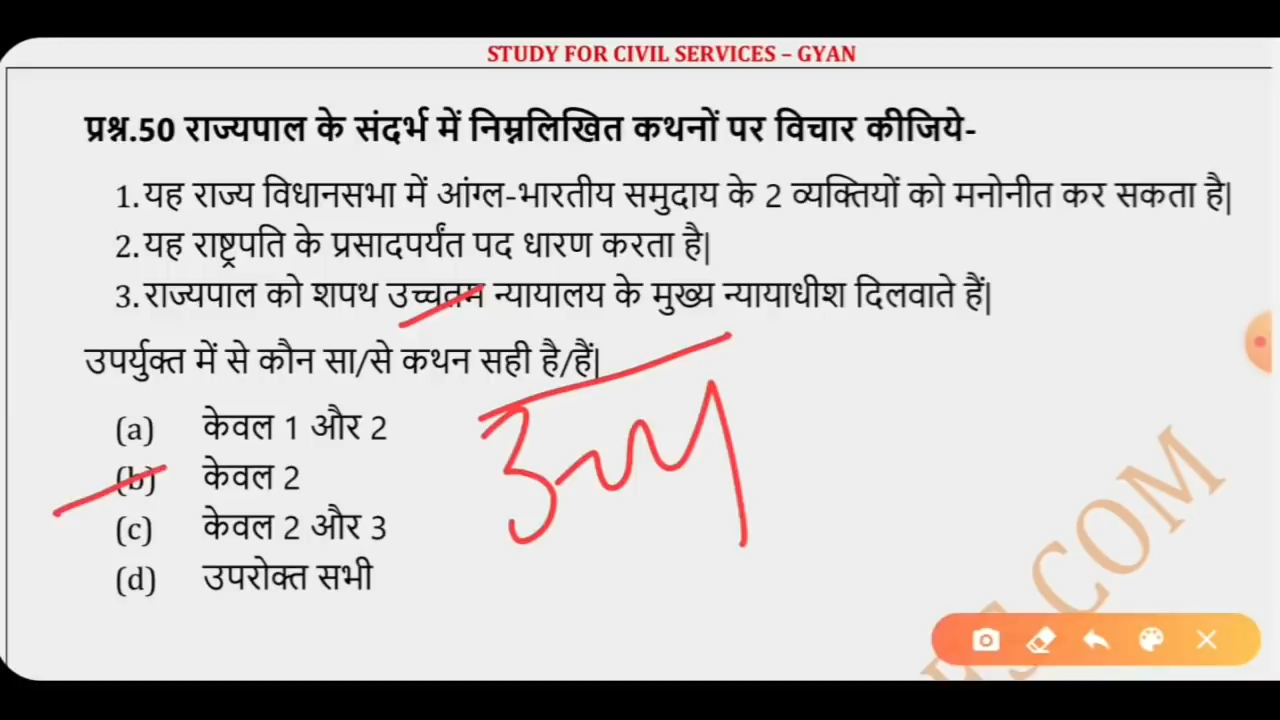 STUDY FOR CIVIL SERVICES – GYAN
प्रश्न.50 राज्यपाल के संदर्भ में निम्नलिखित कथनों पर विचार कीजिये-
1. यह राज्य विधानसभा में आंग्ल-भारतीय समुदाय के 2 व्यक्तियों को मनोनीत कर सकता है|
2. यह राष्ट्रपति के प्रसादपर्यंत पद धारण करता है|
3. राज्यपाल को शपथ उच्चतम न्यायालय के मुख्य न्यायाधीश दिलवाते हैं|
उपर्युक्त में से कौन सा/से कथन सही है/हैं|
(a) केवल 1 और 2
(b) केवल 2
(c) केवल 2 और 3
(d) उपरोक्त सभी
.COM